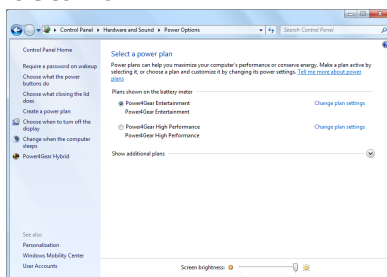 Control Panel ▸ Hardware and Sound ▸ Power Options
Search Control Panel
Control Panel Home
Require a password on wakeup
Choose what the power
buttons do
Choose what closing the lid
does
Create a power plan
Choose when to turn off the
display
Change when the computer
sleeps
Power4Gear Hybrid
See also
Personalization
Windows Mobility Center
User Accounts
Select a power plan
Power plans can help you maximize your computer's performance or conserve energy. Make a plan active by
selecting it, or choose a plan and customize it by changing its power settings. Tell me more about power
plans
Plans shown on the battery meter
Power4Gear Entertainment Change plan settings
Power4Gear Entertainment
Power4Gear High Performance Change plan settings
Power4Gear High Performance
Show additional plans
Screen brightness: